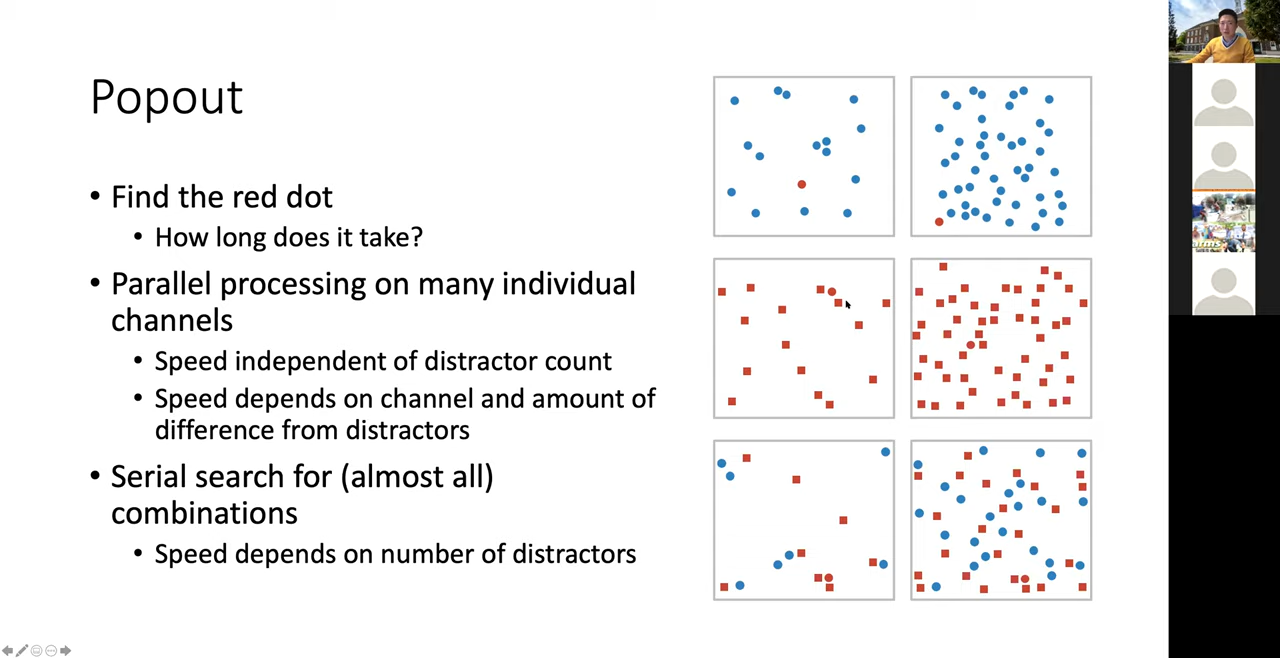 Popout
• Find the red dot
• How long does it take?
• Parallel processing on many individual
channels
• Speed independent of distractor count
• Speed depends on channel and amount of
difference from distractors
• Serial search for (almost all)
combinations
• Speed depends on number of distractors